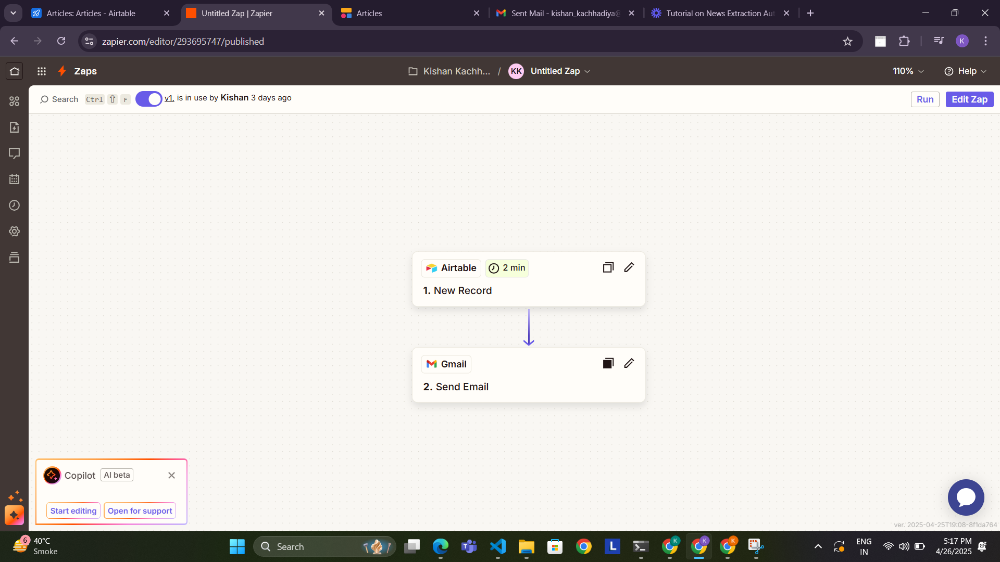 Articles: Articles - Airtable
Untitled Zap | Zapier
Articles
Sent Mail - kishan_kachhadiya@
Tutorial on News Extraction Aut
zapier.com/editor/293695747/published
K
Zaps
Kishan Kachh... / KK Untitled Zap
110%
Help
Search Ctrl ⇧ F
v1. is in use by Kishan 3 days ago
Run
Edit Zap
Airtable
2 min
1. New Record
Gmail
2. Send Email
Copilot
AI beta
Start editing
Open for support
ver. 2025-04-25T19:08-8f1da764
6
40°C
Smoke
Search
T
L
K
K
K
ENG
IN
5:17 PM
4/26/2025